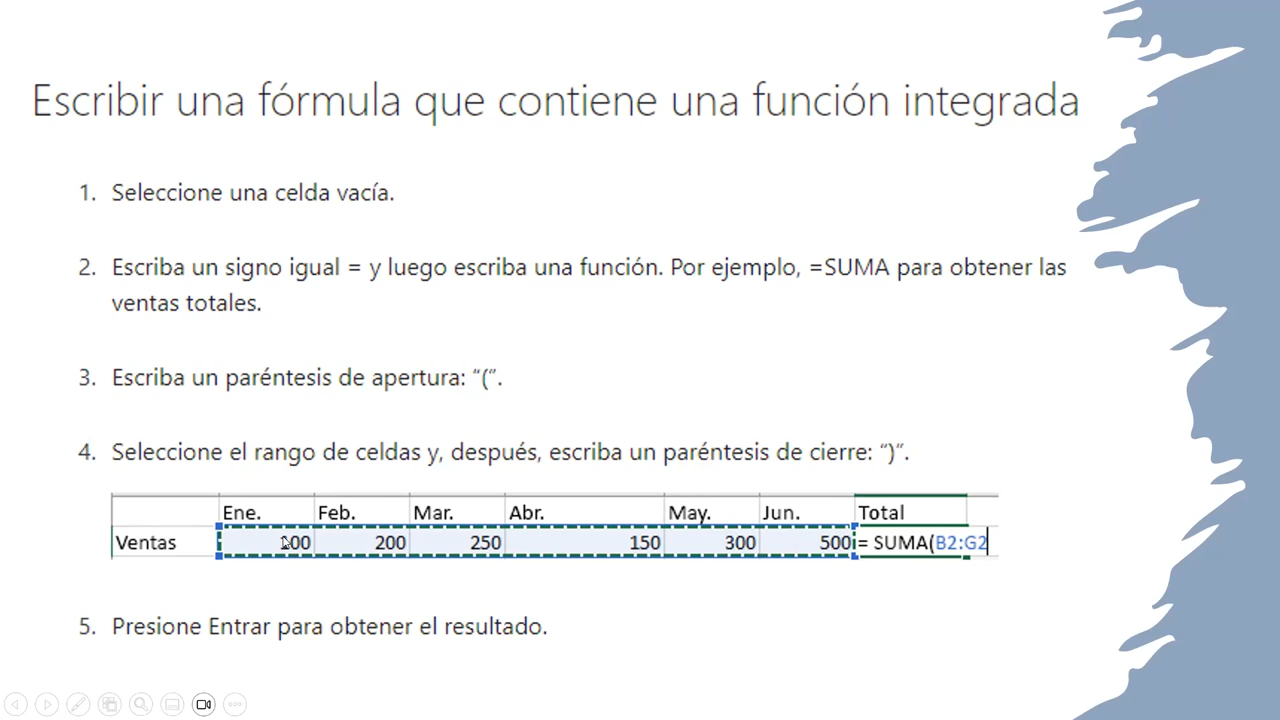 Escribir una fórmula que contiene una función integrada
1. Seleccione una celda vacía.
2. Escriba un signo igual = y luego escriba una función. Por ejemplo, =SUMA para obtener las
ventas totales.
3. Escriba un paréntesis de apertura: “(”.
4. Seleccione el rango de celdas y, después, escriba un paréntesis de cierre: “)”.
Ene. Feb. Mar. Abr. May. Jun. Total
Ventas 100 200 250 150 300 500 = SUMA(B2:G2
5. Presione Entrar para obtener el resultado.